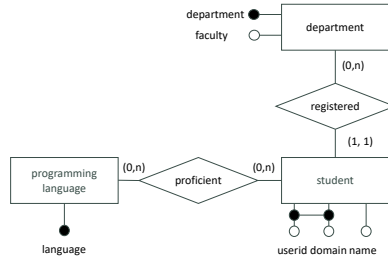 department
faculty
department
(0,n)
registered
(1, 1)
programming
language
(0,n)
proficient
(0,n)
student
language
userid domain name